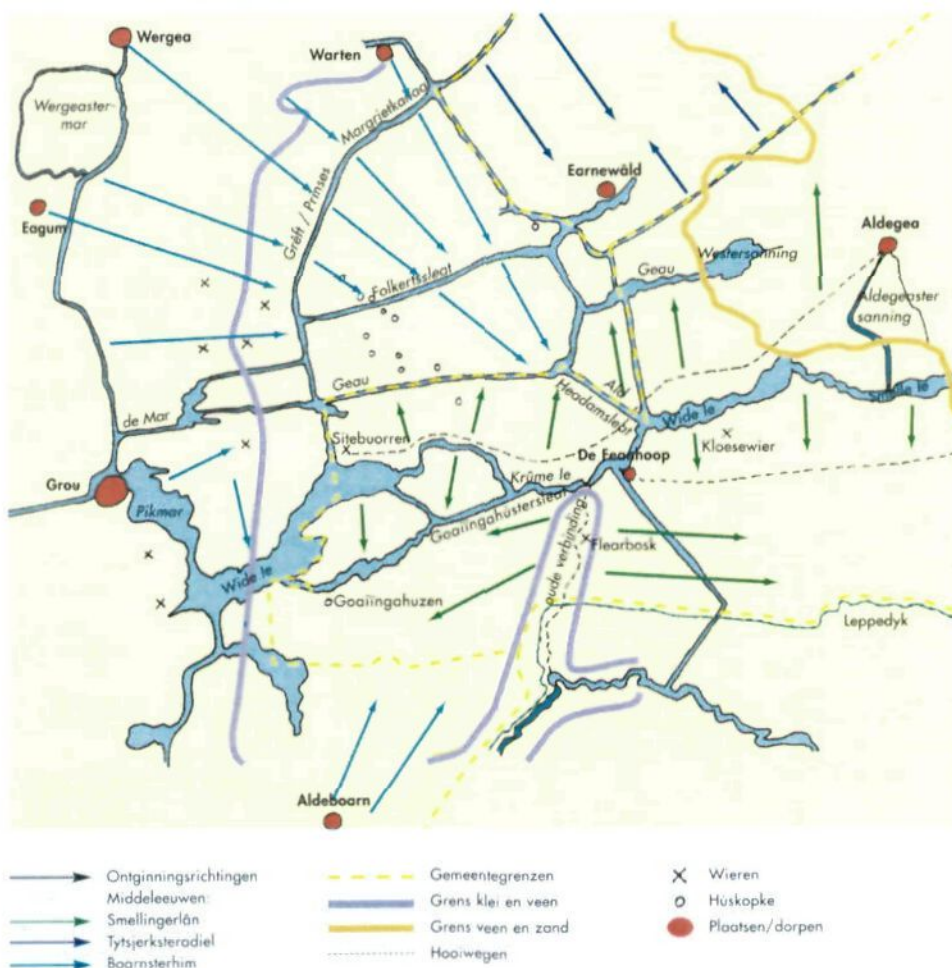 Wergea
Warten
Wergeaster-
mar
Margrietkanaal
Earnewâld
Eagum
Grêft / Prinses
Aldegea
Westersanning
Folkertssleat
Geau
Aldegeaster
sanning
Geau
Ald
Headamsleat
Smelle Ie
de Mar
Wide Ie
Sitebuorren
Kloesewier
De Feanhoop
Krûme Ie
Grou
Pikmar
Goaiïngahústersleat
Flearbosk
oude verbinding
Wide Ie
Goaiïngahuzen
Leppedyk
Aldeboarn
Ontginningsrichtingen
Middeleeuwen:
Smellingerlân
Tytsjerksteradiel
Boarnsterhim
Gemeentegrenzen
Grens klei en veen
Grens veen en zand
Hooiwegen
Wieren
Húskopke
Plaatsen/dorpen